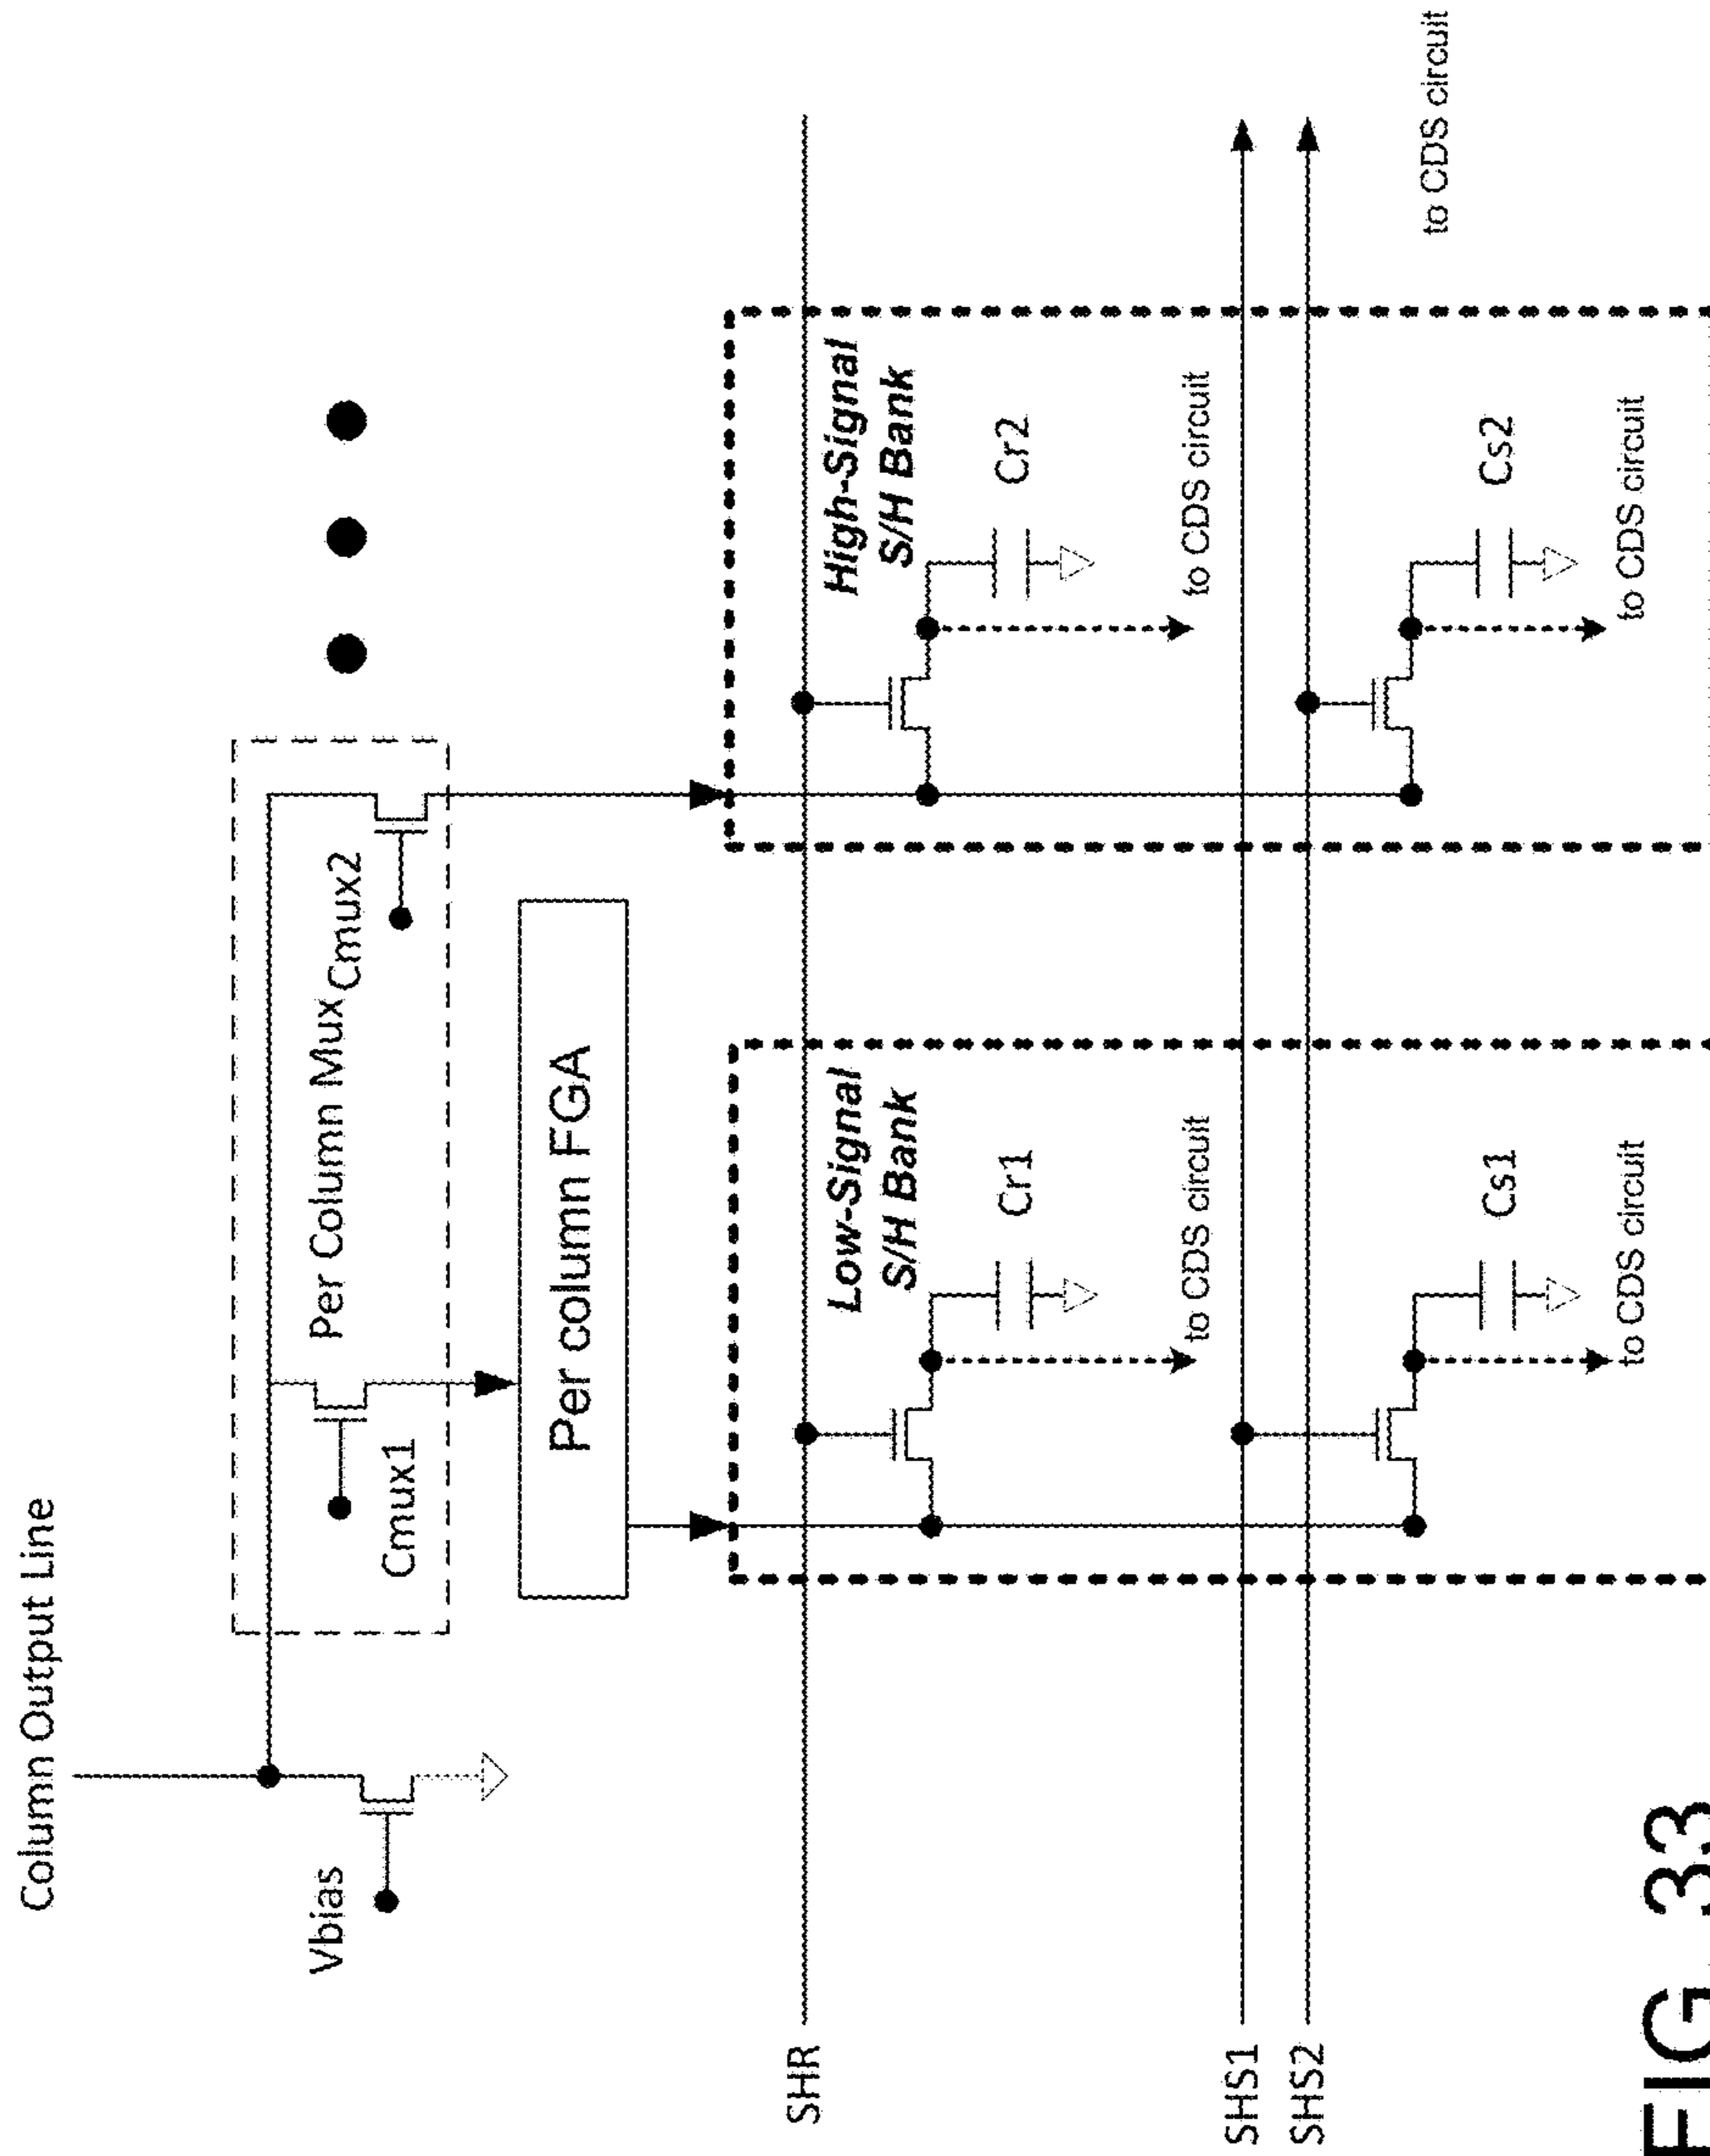 Column Output Line
Vbias
Cmux1
Per Column Mux
Cmux2
Per column FGA
SHR
Low-Signal
S/H Bank
Cr1
to CDS circuit
High-Signal
S/H Bank
Cr2
to CDS circuit
SHS1
SHS2
Cs1
to CDS circuit
Cs2
to CDS circuit
to CDS circuit
FIG. 33